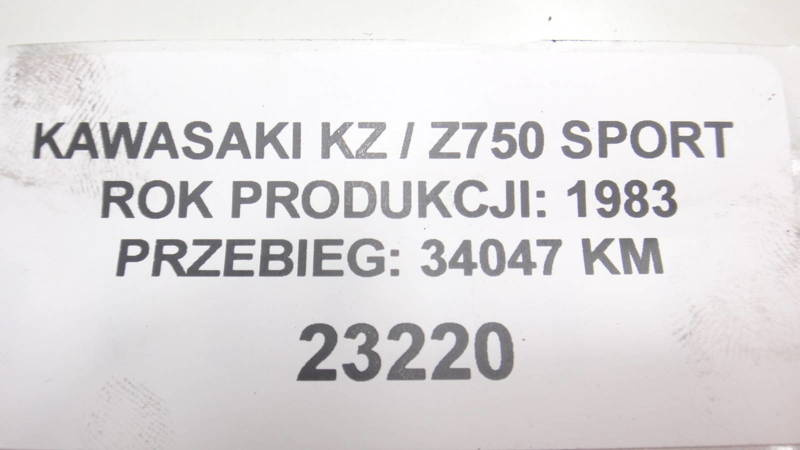 KAWASAKI KZ / Z750 SPORT
ROK PRODUKCJI: 1983
PRZEBIEG: 34047 KM
23220